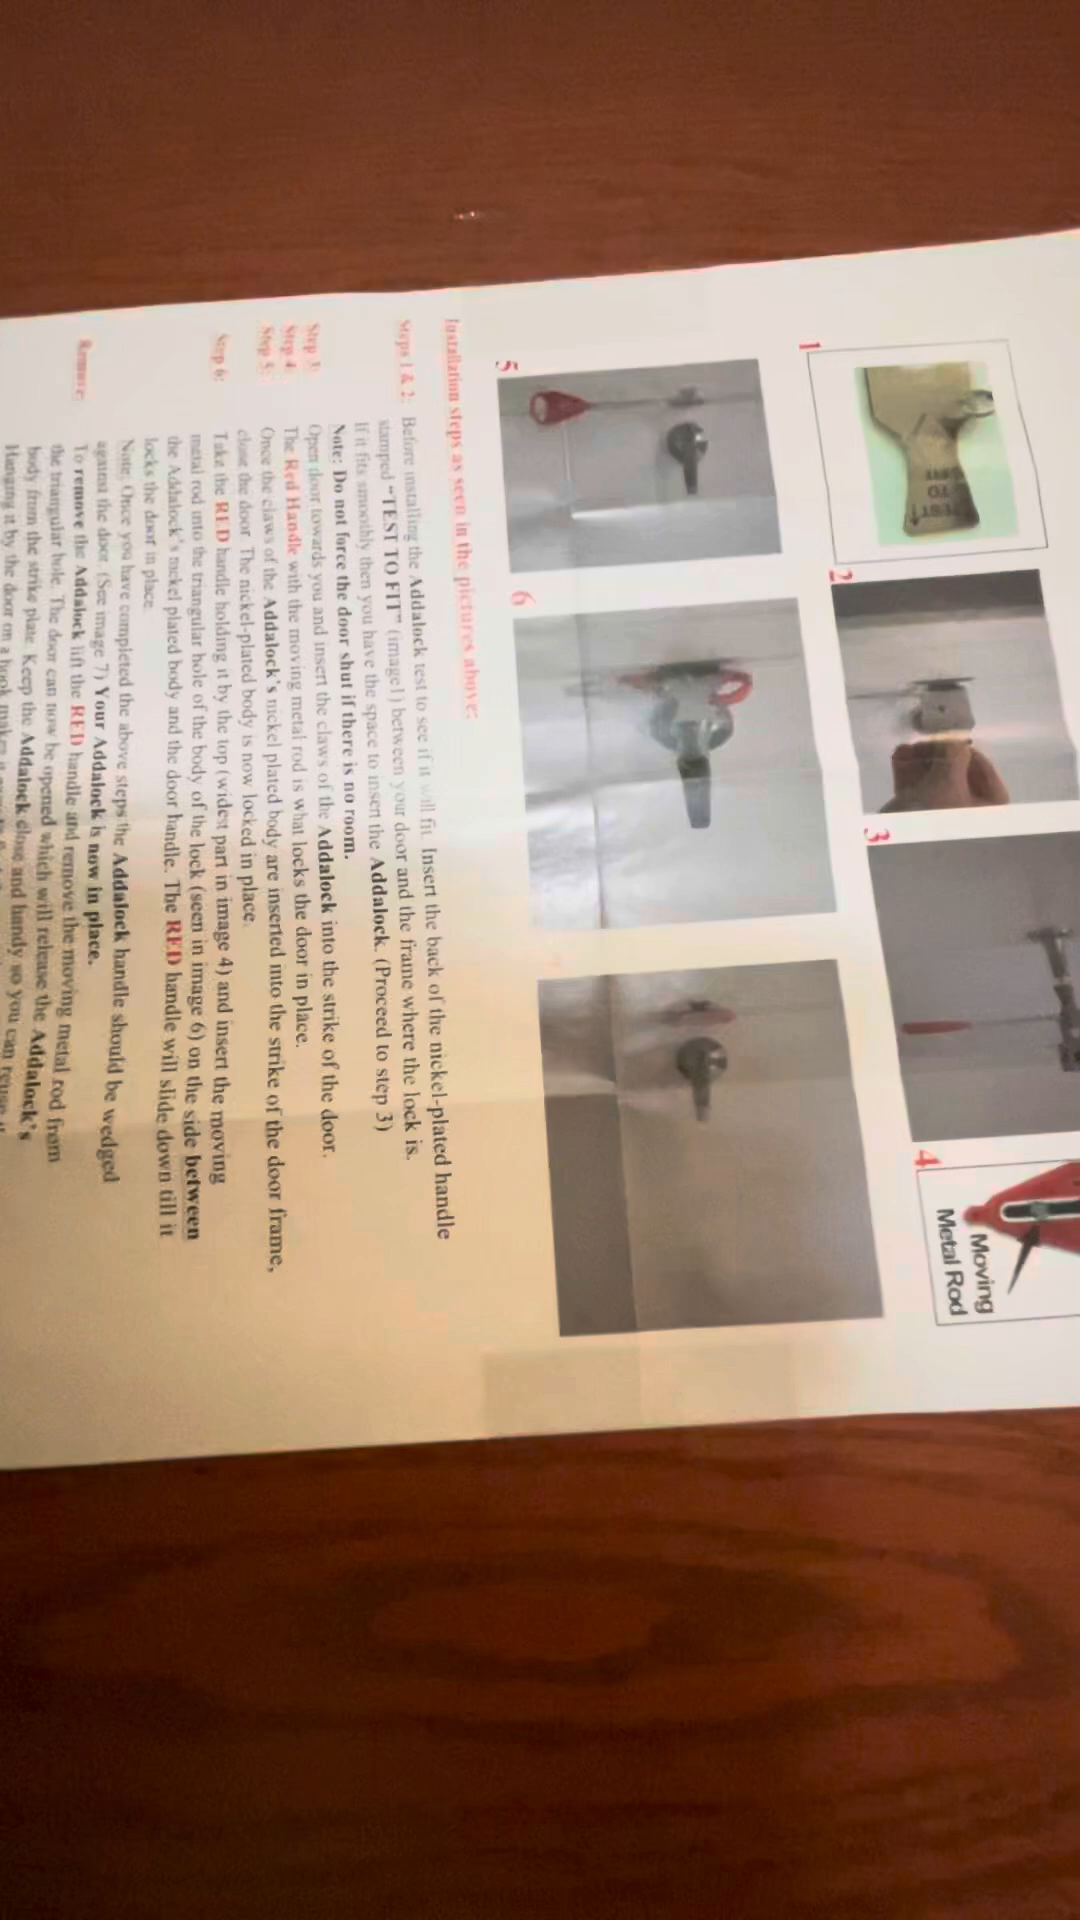 1
TEST
TO
FIT
2
3
4
Moving
Metal Rod
5
6
Installation steps as seen in the pictures above:
Steps 1 & 2: Before installing the Addalock test to see if it will fit. Insert the back of the nickel-plated handle
stamped "TEST TO FIT" (image1) between your door and the frame where the lock is.
If it fits smoothly then you have the space to insert the Addalock. (Proceed to step 3)
Note: Do not force the door shut if there is no room.
Step 3: Open door towards you and insert the claws of the Addalock into the strike of the door.
Step 4: The Red Handle with the moving metal rod is what locks the door in place.
Step 5: Once the claws of the Addalock's nickel plated body are inserted into the strike of the door frame,
close the door. The nickel-plated body is now locked in place.
Step 6: Take the RED handle holding it by the top (widest part in image 4) and insert the moving
metal rod into the triangular hole of the body of the lock (seen in image 6) on the side between
the Addalock's nickel plated body and the door handle. The RED handle will slide down till it
locks the door in place.
Note: Once you have completed the above steps the Addalock handle should be wedged
against the door. (See image 7) Your Addalock is now in place.
Remove: To remove the Addalock lift the RED handle and remove the moving metal rod from
the triangular hole. The door can now be opened which will release the Addalock's
body from the strike plate. Keep the Addalock close and handy so you can reuse it
Hanging it by the door on a hook makes it